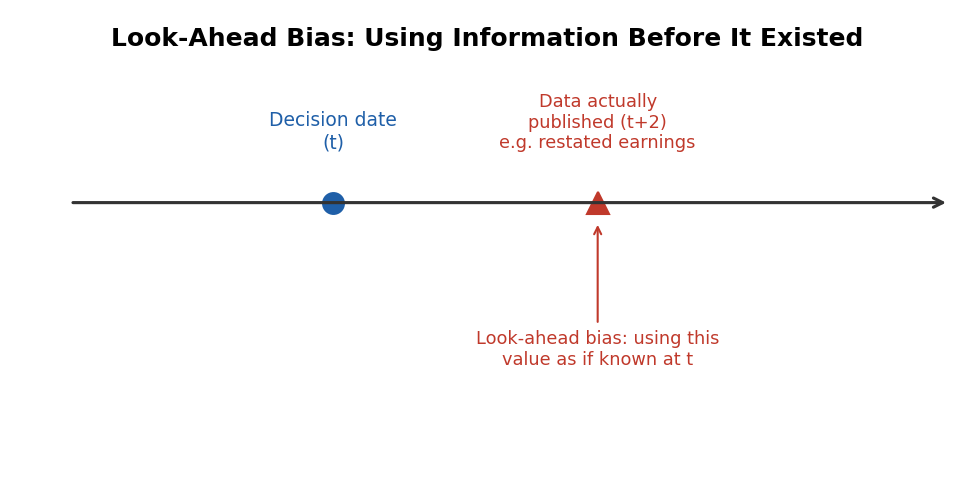 Look-Ahead Bias: Using Information Before It Existed
Decision date
(t)
Data actually
published (t+2)
e.g. restated earnings
Look-ahead bias: using this
value as if known at t